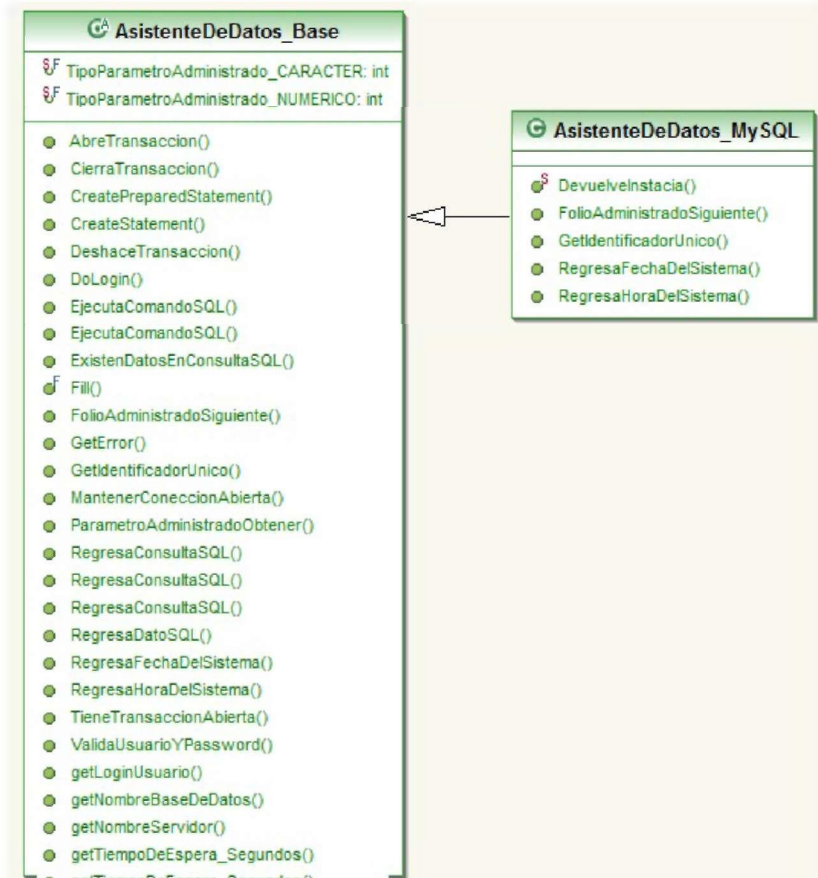 AsistenteDeDatos_Base
TipoParametroAdministrado_CARACTER: int
TipoParametroAdministrado_NUMERICO: int
AbreTransaccion()
CierraTransaccion()
CreatePreparedStatement()
CreateStatement()
DeshaceTransaccion()
DoLogin()
EjecutaComandoSQL()
EjecutaComandoSQL()
ExistenDatosEnConsultaSQL()
Fill()
FolioAdministradoSiguiente()
GetError()
GetIdentificadorUnico()
MantenerConeccionAbierta()
ParametroAdministradoObtener()
RegresaConsultaSQL()
RegresaConsultaSQL()
RegresaConsultaSQL()
RegresaDatoSQL()
RegresaFechaDelSistema()
RegresaHoraDelSistema()
TieneTransaccionAbierta()
ValidaUsuarioYPassword()
getLoginUsuario()
getNombreBaseDeDatos()
getNombreServidor()
getTiempoDeEspera_Segundos()
AsistenteDeDatos_MySQL
DevuelveInstacia()
FolioAdministradoSiguiente()
GetIdentificadorUnico()
RegresaFechaDelSistema()
RegresaHoraDelSistema()